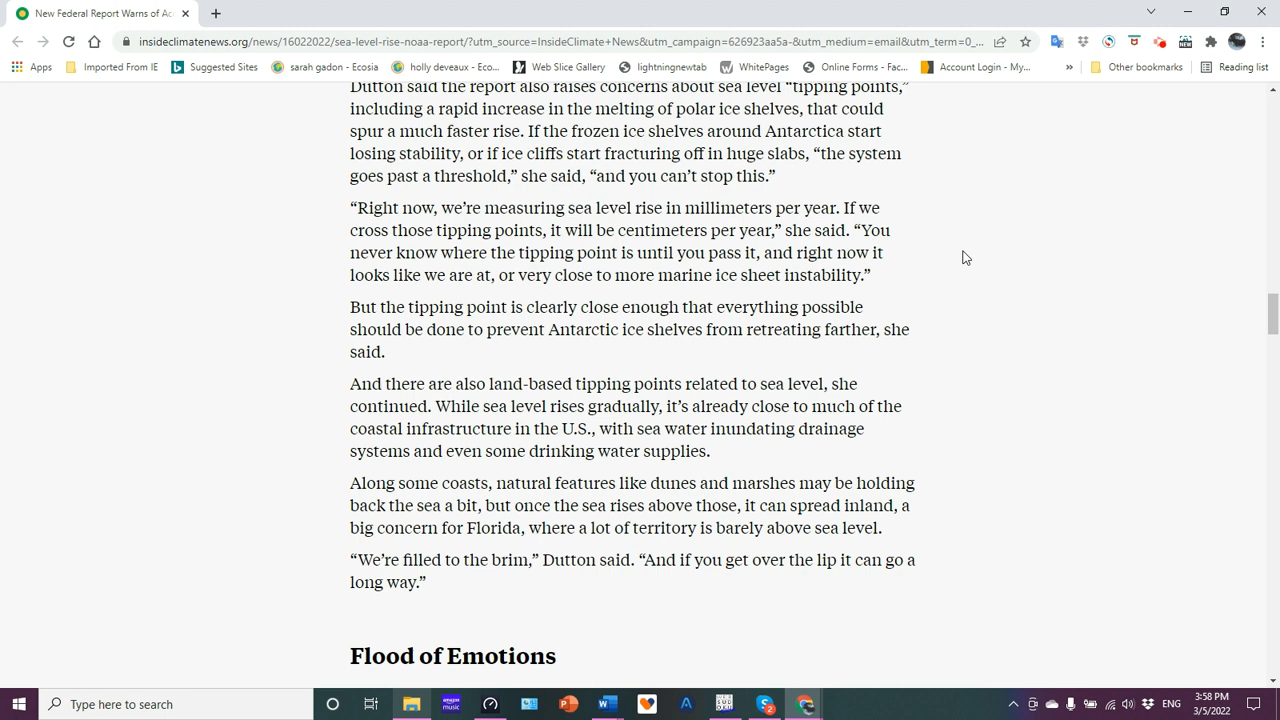 New Federal Report Warns of Acc
insideclimatenews.org/news/16022022/sea-level-rise-noaa-report/?utm_source=InsideClimate+News&utm_campaign=626923aa5a-&utm_medium=email&utm_term=0_...
Apps Imported From IE Suggested Sites sarah gadon - Ecosia holly deveaux - Eco... Web Slice Gallery lightningnewtab WhitePages Online Forms - Fac... Account Login - My... » Other bookmarks Reading list
Dutton said the report also raises concerns about sea level “tipping points,”
including a rapid increase in the melting of polar ice shelves, that could
spur a much faster rise. If the frozen ice shelves around Antarctica start
losing stability, or if ice cliffs start fracturing off in huge slabs, “the system
goes past a threshold,” she said, “and you can’t stop this.”
“Right now, we’re measuring sea level rise in millimeters per year. If we
cross those tipping points, it will be centimeters per year,” she said. “You
never know where the tipping point is until you pass it, and right now it
looks like we are at, or very close to more marine ice sheet instability.”
But the tipping point is clearly close enough that everything possible
should be done to prevent Antarctic ice shelves from retreating farther, she
said.
And there are also land-based tipping points related to sea level, she
continued. While sea level rises gradually, it’s already close to much of the
coastal infrastructure in the U.S., with sea water inundating drainage
systems and even some drinking water supplies.
Along some coasts, natural features like dunes and marshes may be holding
back the sea a bit, but once the sea rises above those, it can spread inland, a
big concern for Florida, where a lot of territory is barely above sea level.
“We’re filled to the brim,” Dutton said. “And if you get over the lip it can go a
long way.”
Flood of Emotions
Type here to search
ENG
3:58 PM
3/5/2022